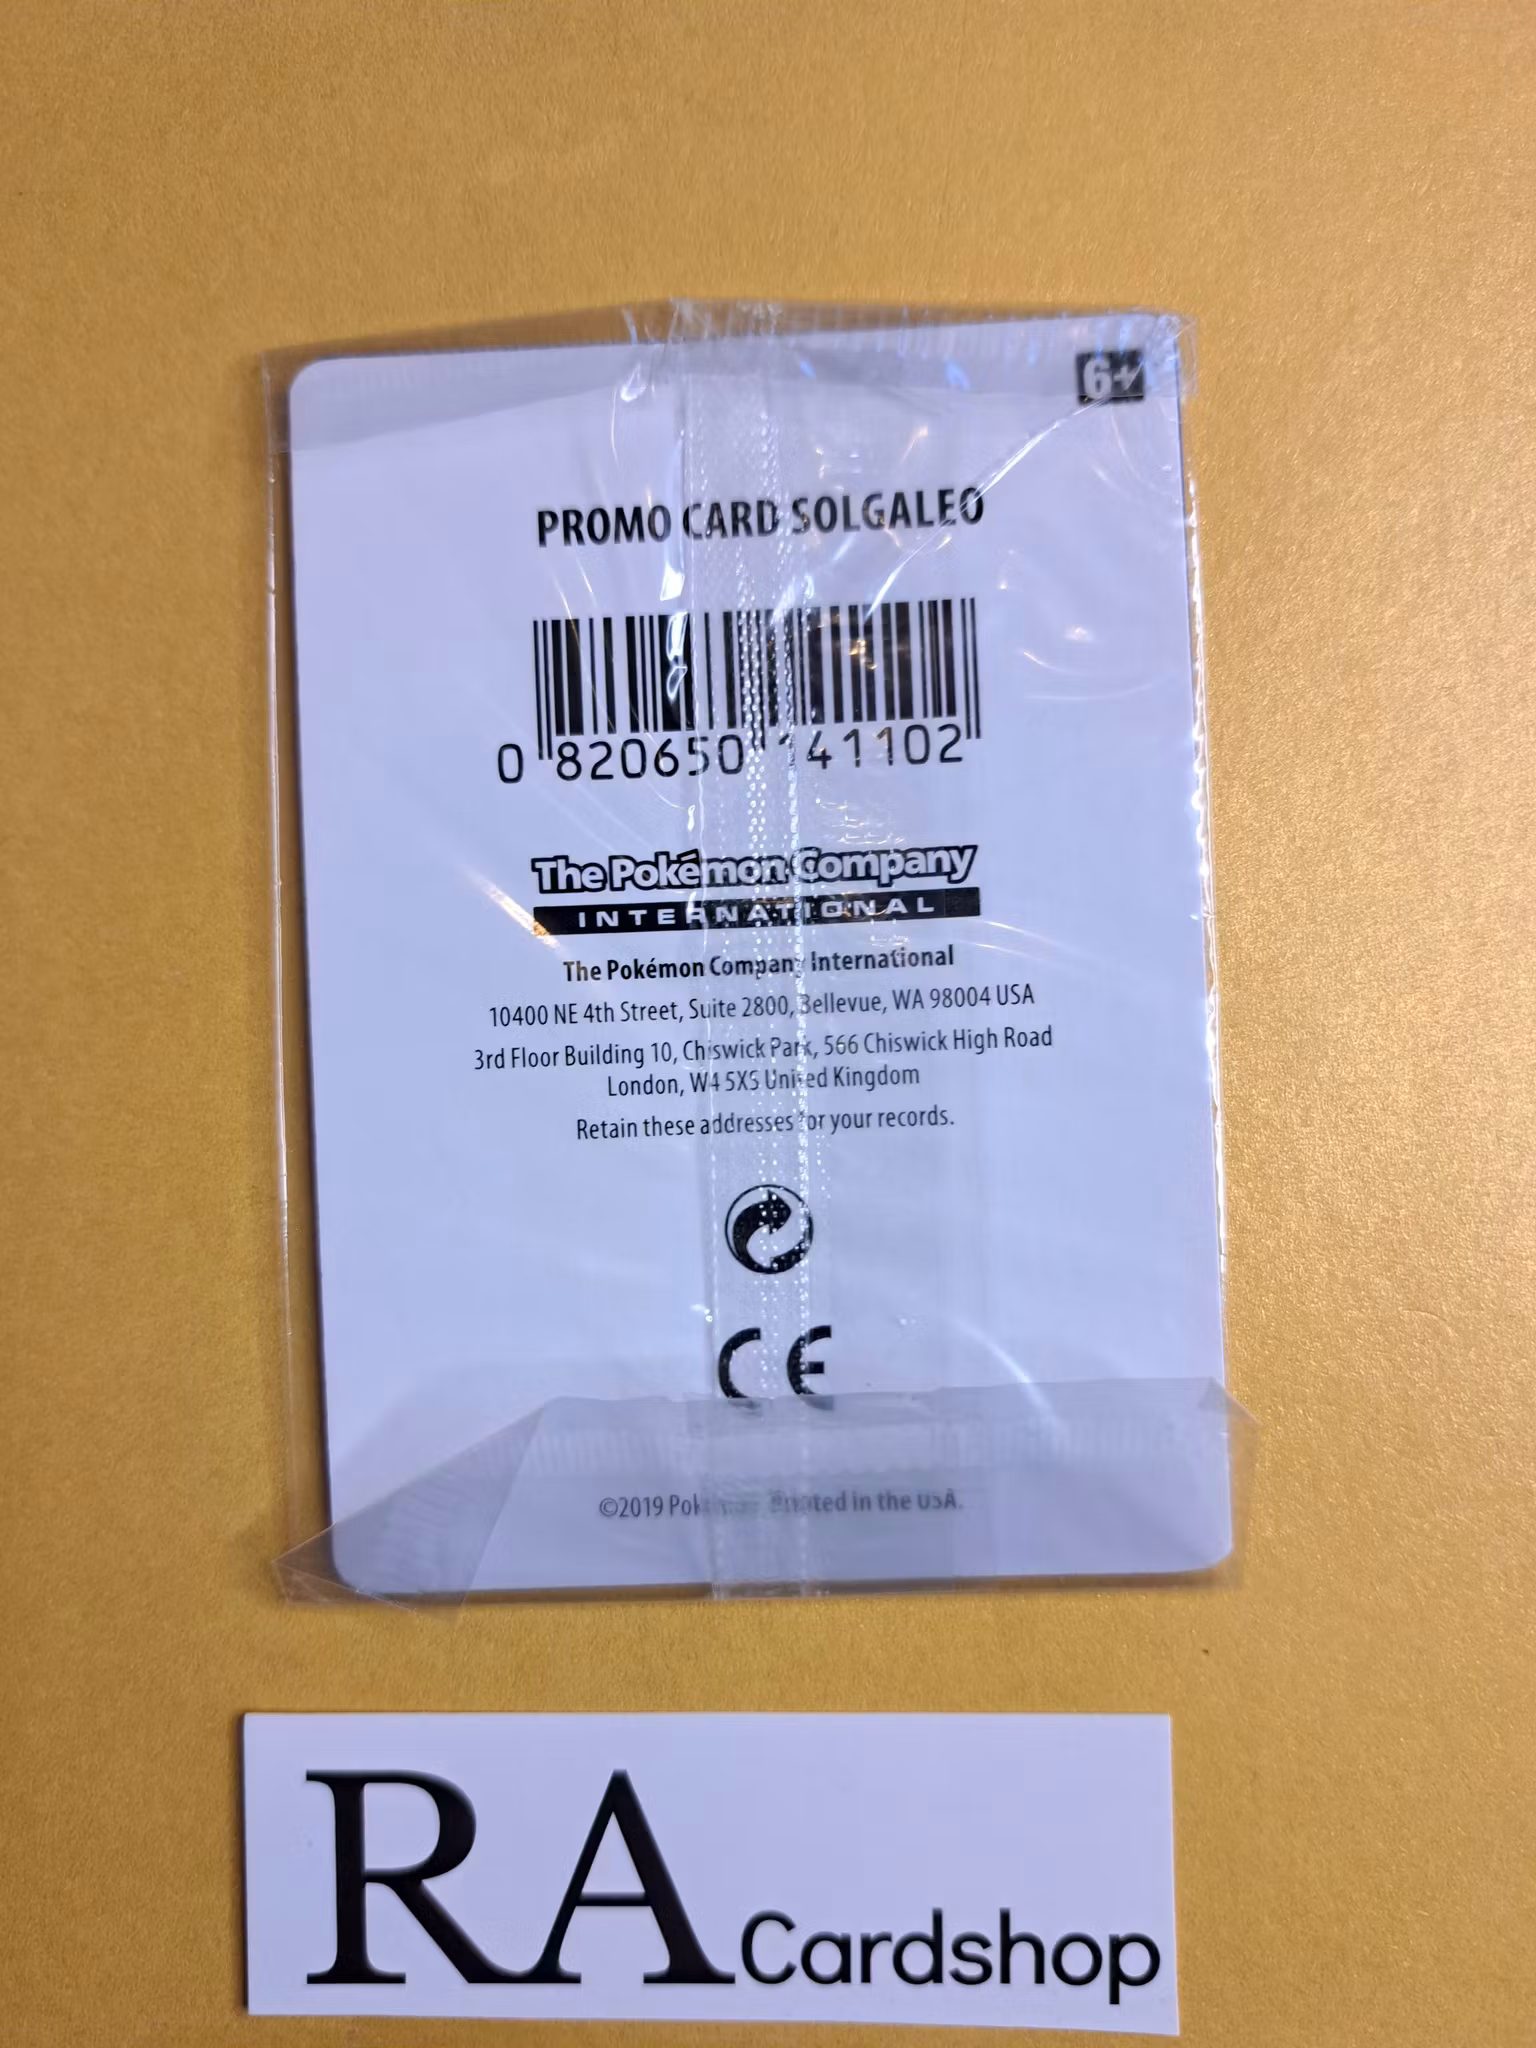 6+
PROMO CARD SOLGALEO
0 820650 141102
The Pokémon Company
INTERNATIONAL
The Pokémon Company International
10400 NE 4th Street, Suite 2800, Bellevue, WA 98004 USA
3rd Floor Building 10, Chiswick Park, 566 Chiswick High Road
London, W4 5XS United Kingdom
Retain these addresses for your records.
CE
©2019 Pokémon. Printed in the USA.
RA Cardshop